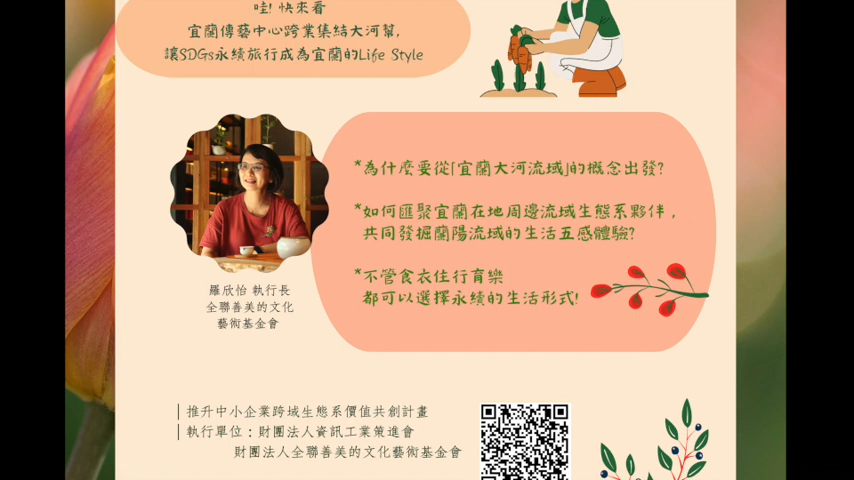 哇! 快來看
宜蘭傳藝中心跨業集結大河幫,
讓SDGs永續旅行成為宜蘭的Life Style
*為什麼要從「宜蘭大河流域」的概念出發?
*如何匯聚宜蘭在地周邊流域生態系夥伴，
共同發掘蘭陽流域的生活五感體驗?
*不管食衣住行育樂
都可以選擇永續的生活形式!
羅欣怡 執行長
全聯善美的文化
藝術基金會
│推升中小企業跨域生態系價值共創計畫
│執行單位：財團法人資訊工業策進會
財團法人全聯善美的文化藝術基金會